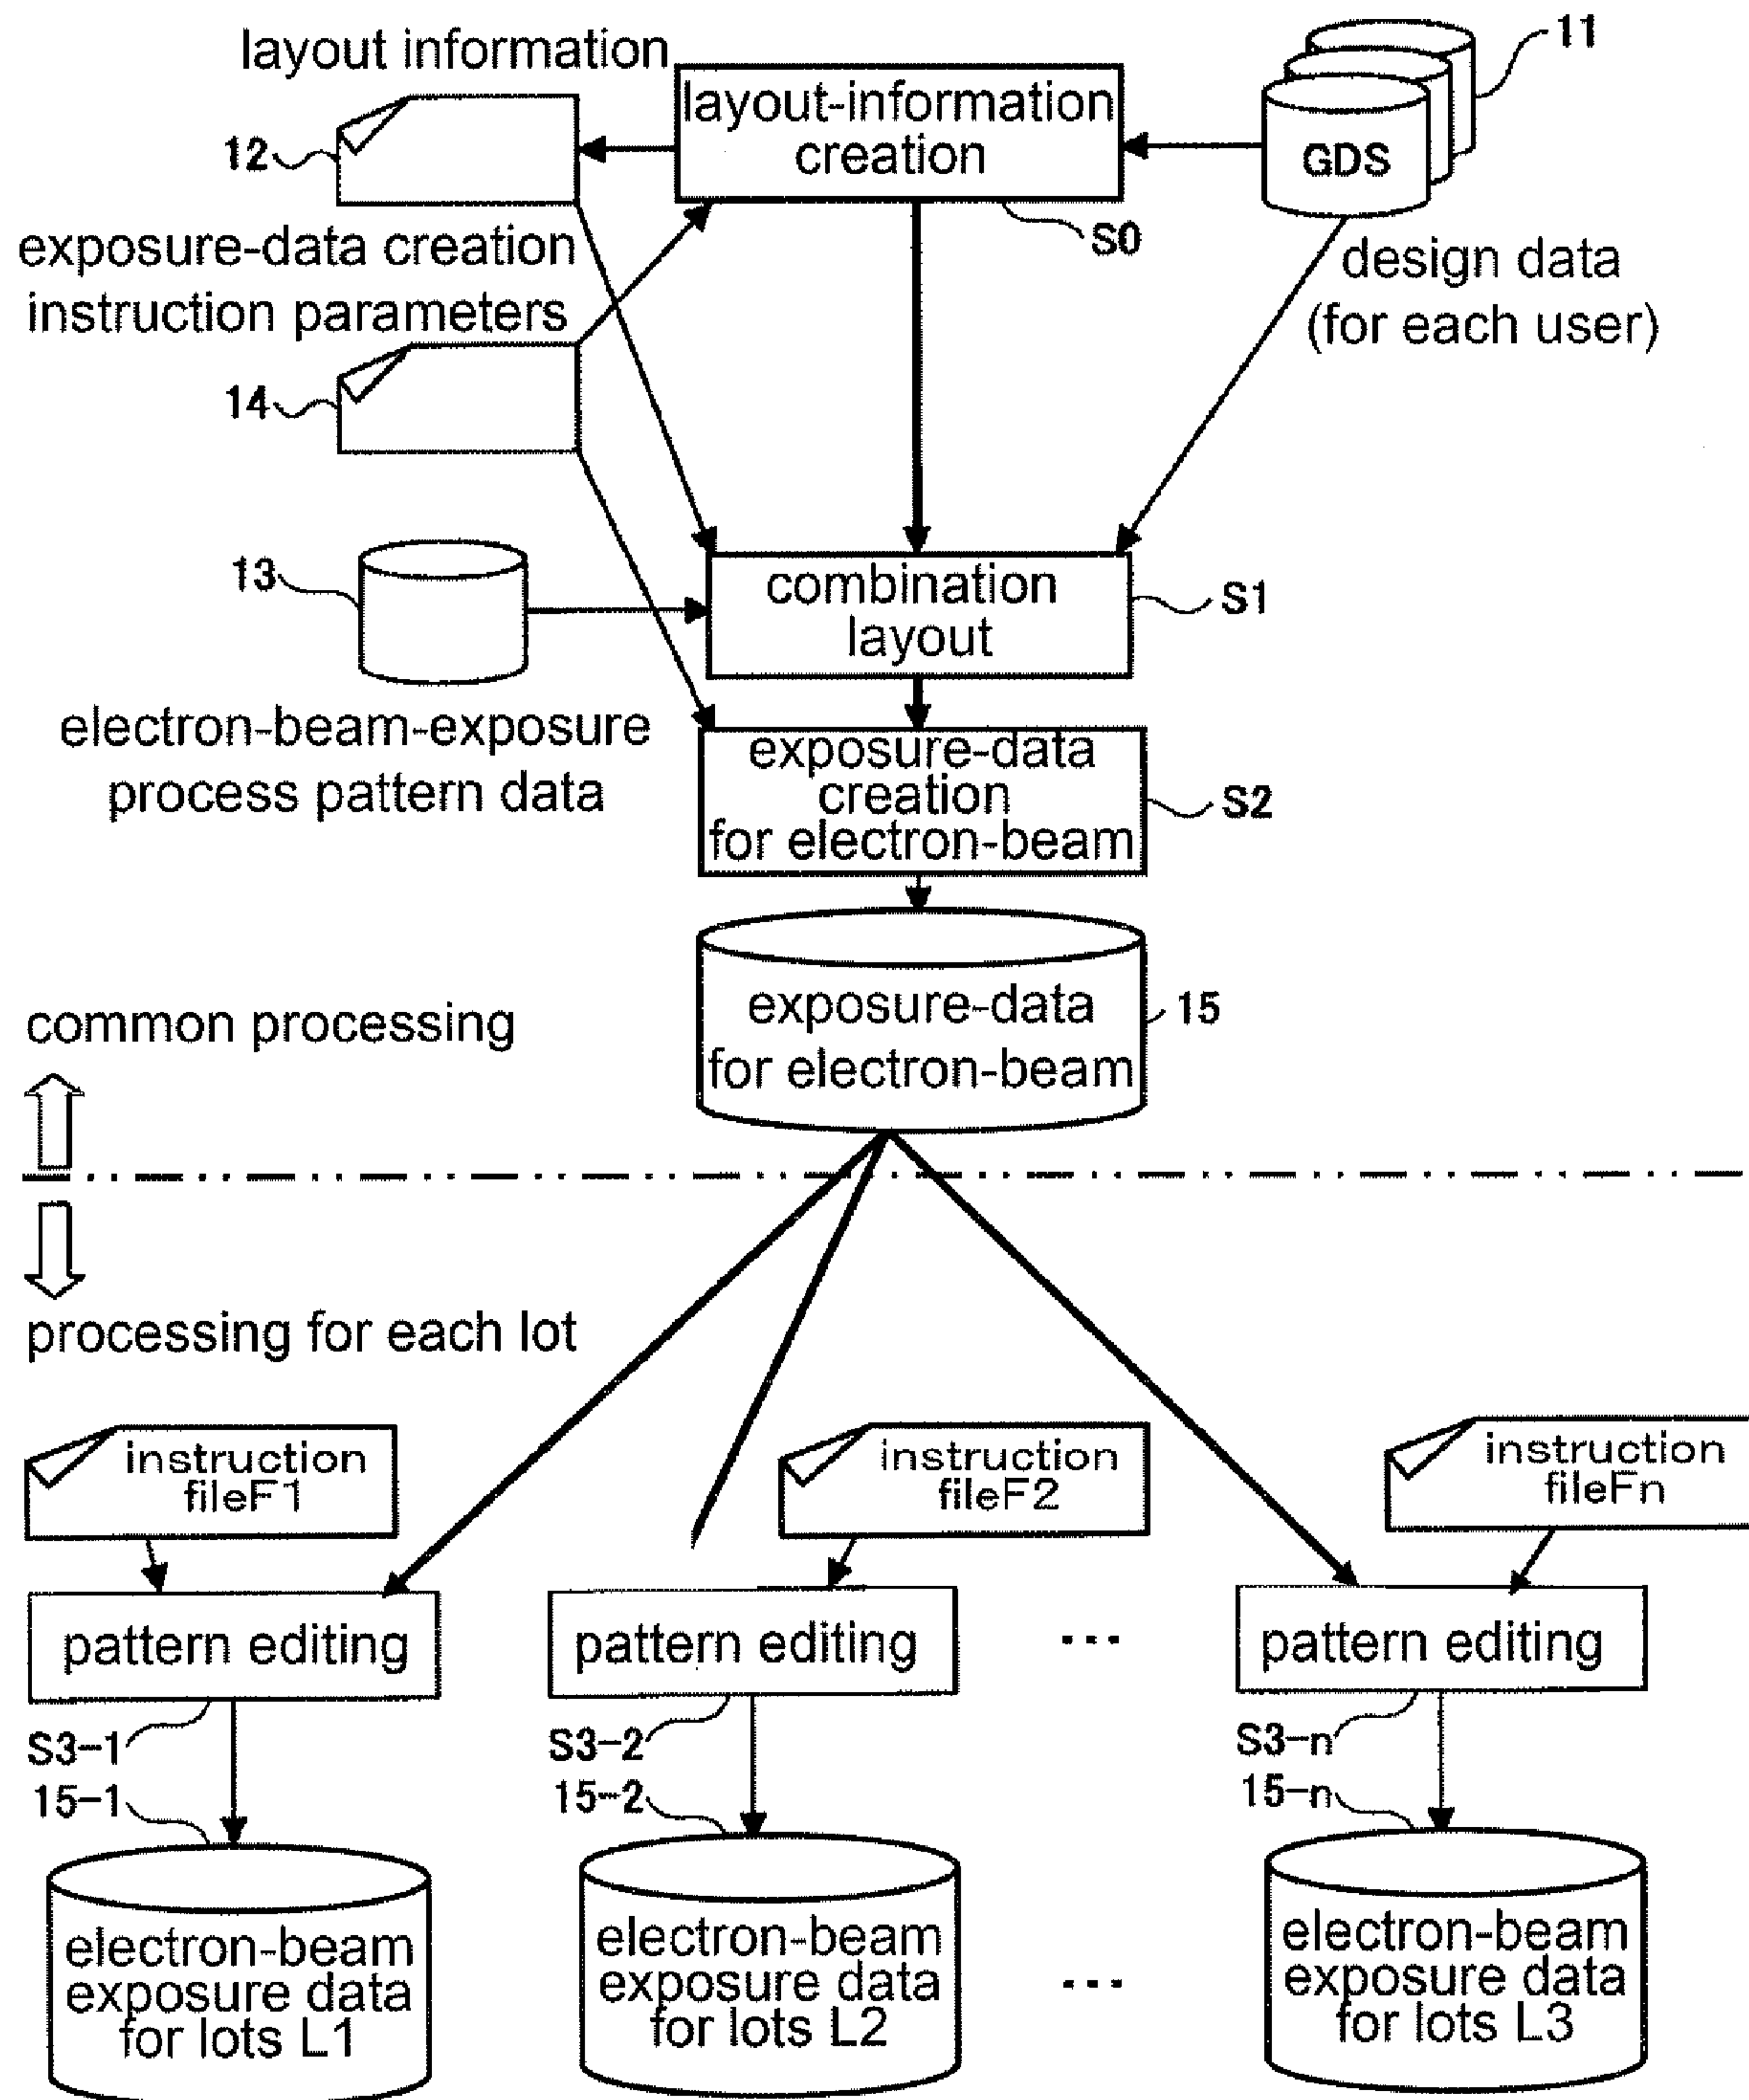 layout information
11
layout-information
creation
12
GDS
S0
exposure-data creation
instruction parameters
design data
(for each user)
14
13
combination
layout
S1
electron-beam-exposure
process pattern data
exposure-data
creation
for electron-beam
S2
exposure-data
for electron-beam
15
common processing
processing for each lot
instruction
fileF1
instruction
fileF2
instruction
fileFn
pattern editing
pattern editing
...
pattern editing
S3-1
S3-2
S3-n
15-1
15-2
15-n
electron-beam
exposure data
for lots L1
electron-beam
exposure data
for lots L2
...
electron-beam
exposure data
for lots L3